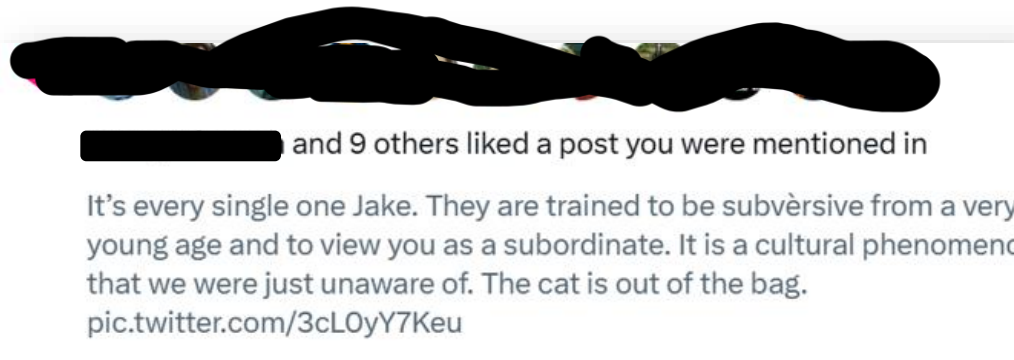 and 9 others liked a post you were mentioned in
It’s every single one Jake. They are trained to be subvèrsive from a very
young age and to view you as a subordinate. It is a cultural phenomeno
that we were just unaware of. The cat is out of the bag.
pic.twitter.com/3cL0yY7Keu